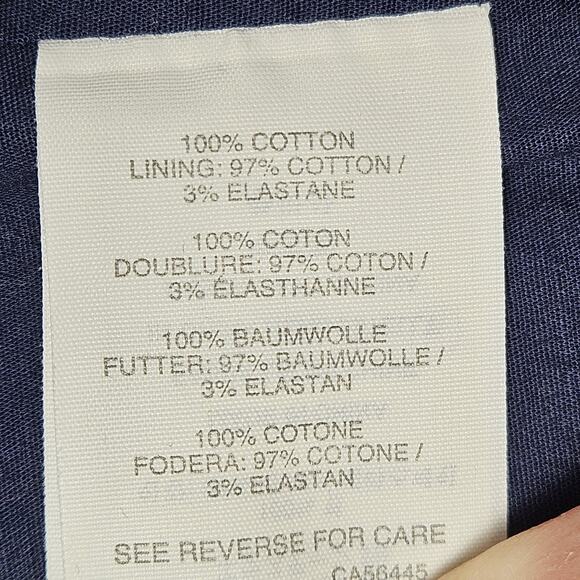 100% COTTON
LINING: 97% COTTON /
3% ELASTANE
100% COTON
DOUBLURE: 97% COTON /
3% ÉLASTHANNE
100% BAUMWOLLE
FUTTER: 97% BAUMWOLLE /
3% ELASTAN
100% COTONE
FODERA: 97% COTONE /
3% ELASTAN
SEE REVERSE FOR CARE
CA56445